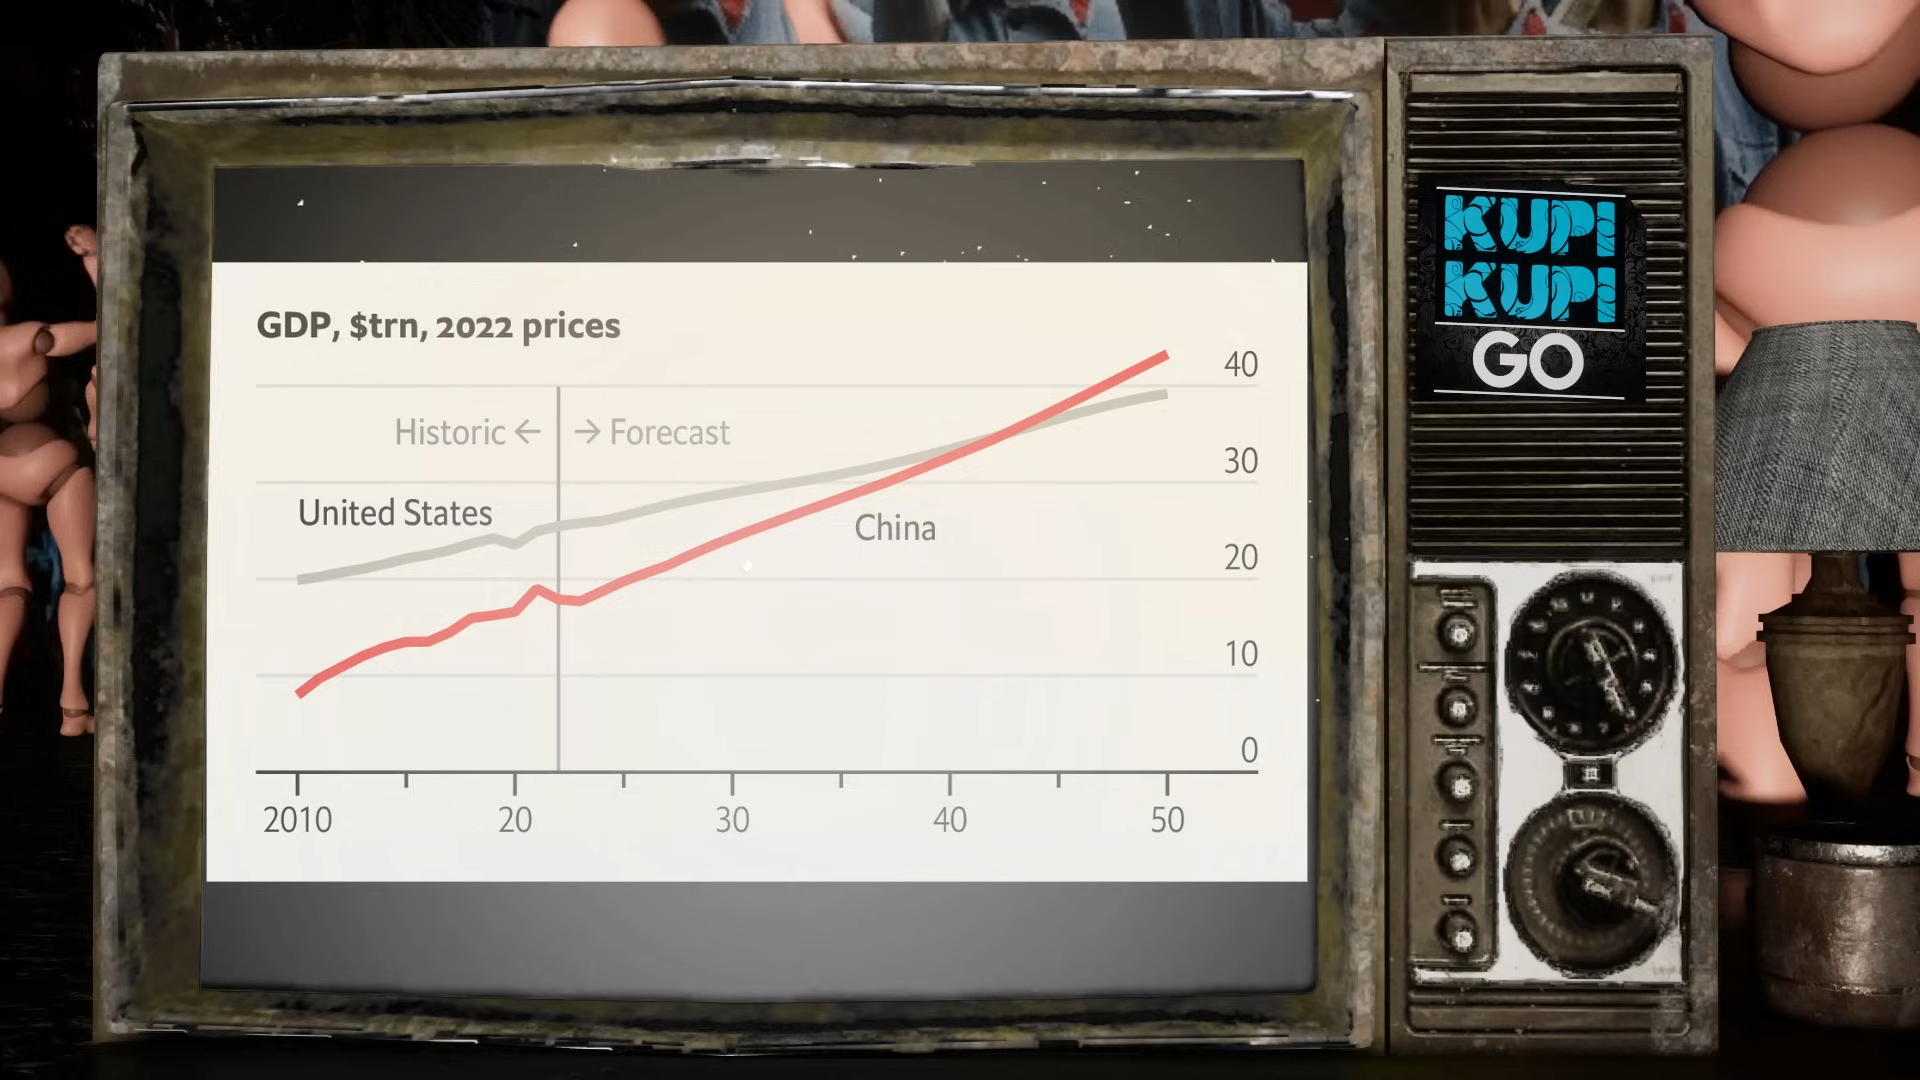 GDP, $trn, 2022 prices
40
Historic ← → Forecast
30
United States
China
20
10
0
2010 20 30 40 50
KUPI
KUPI
GO